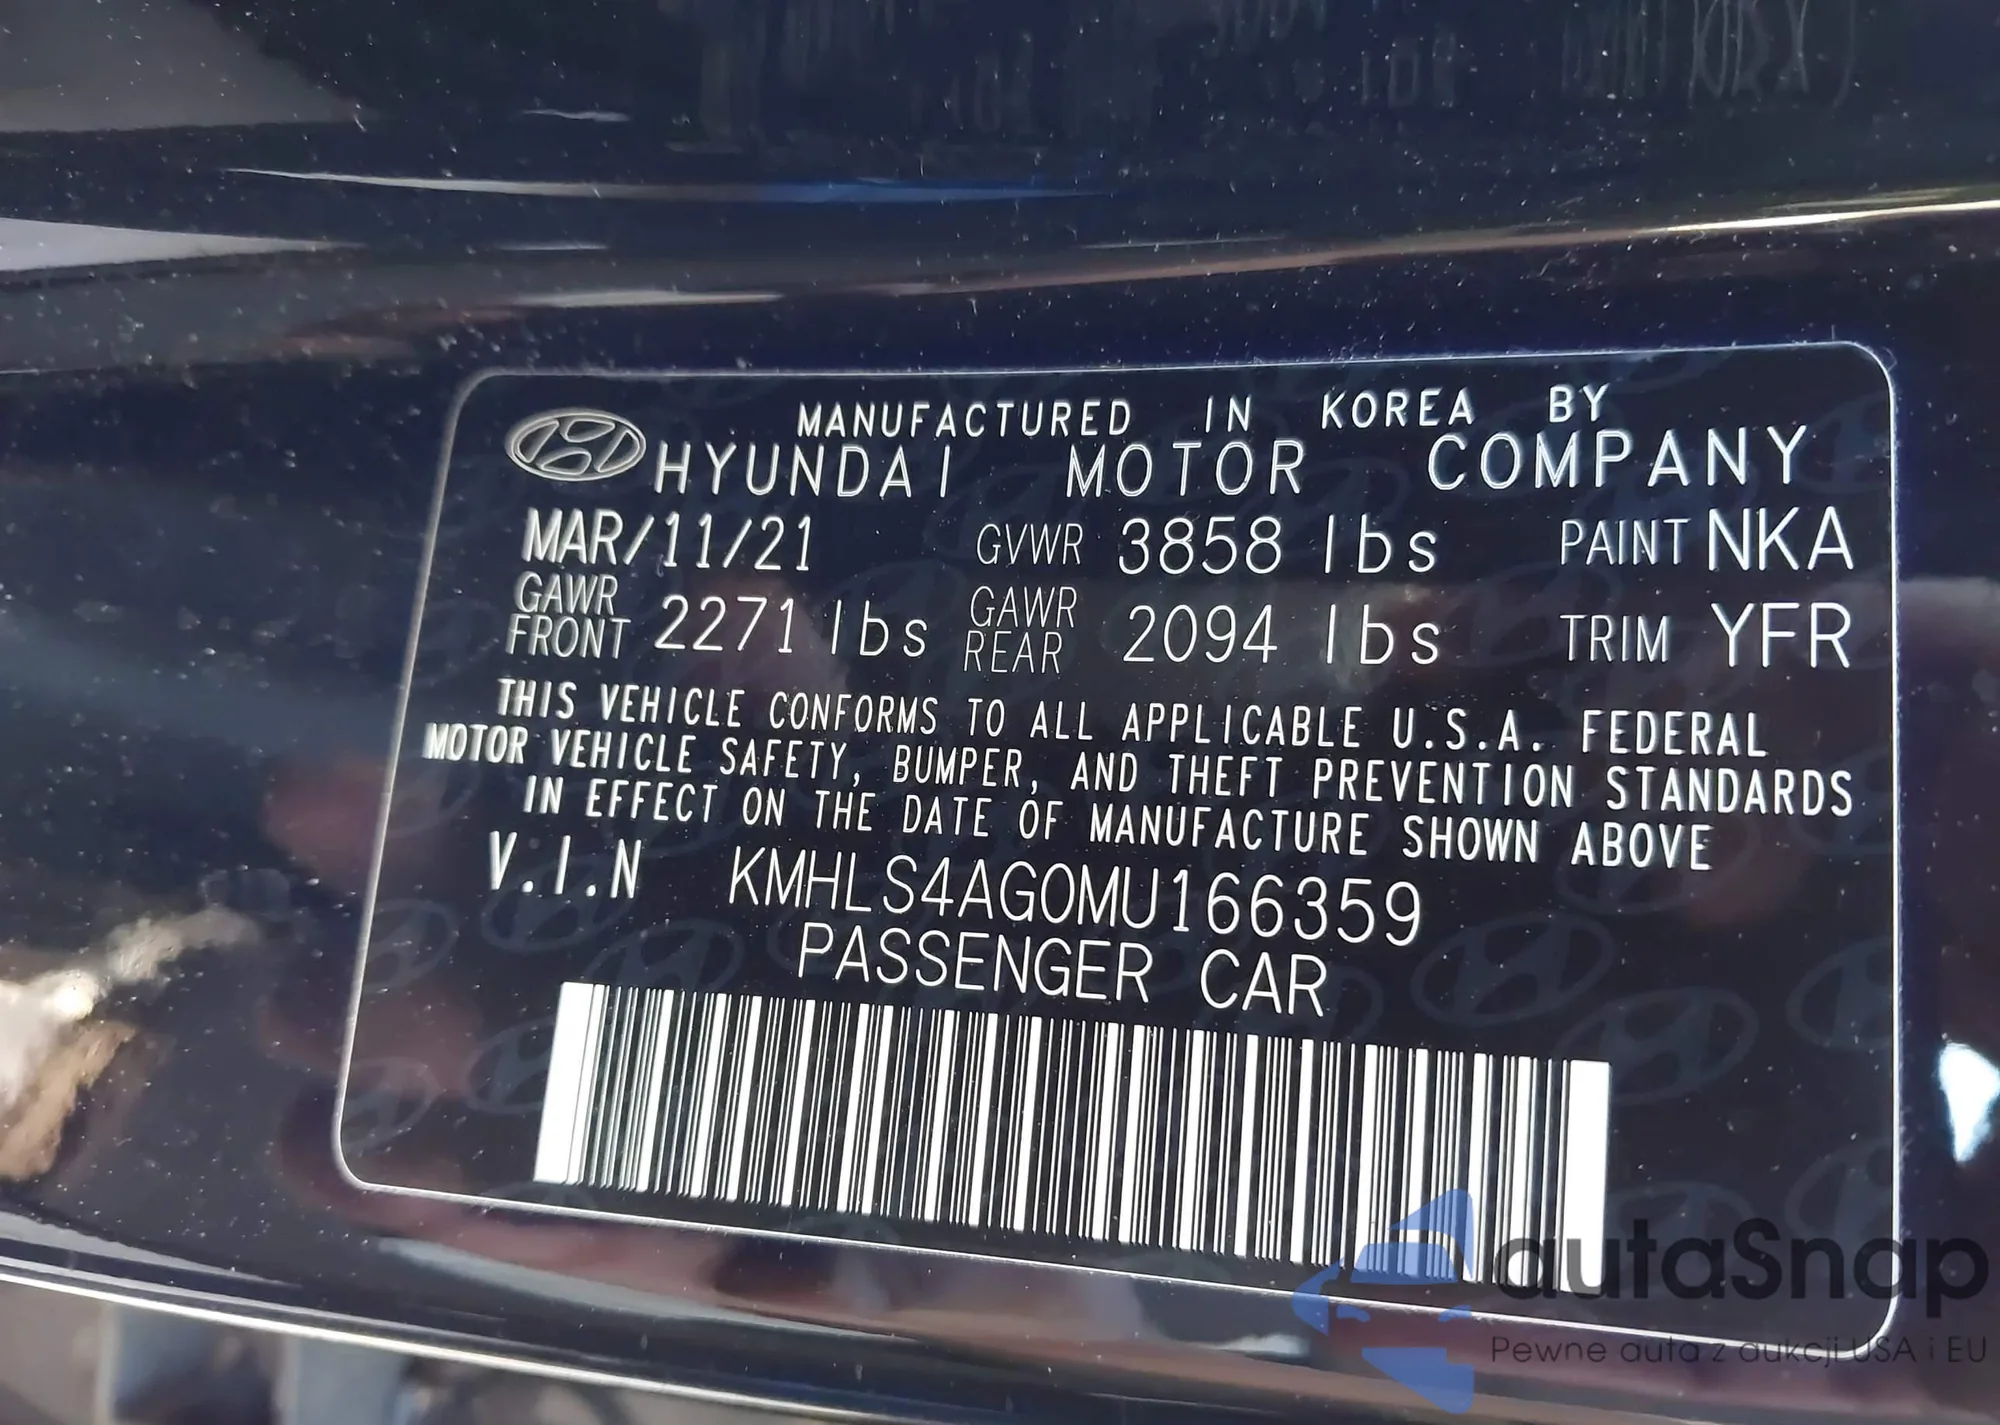 MANUFACTURED IN KOREA BY
HYUNDAI MOTOR COMPANY
MAR/11/21 GVWR 3858 lbs PAINT NKA
GAWR FRONT 2271 lbs GAWR REAR 2094 lbs TRIM YFR
THIS VEHICLE CONFORMS TO ALL APPLICABLE U.S.A. FEDERAL
MOTOR VEHICLE SAFETY, BUMPER, AND THEFT PREVENTION STANDARDS
IN EFFECT ON THE DATE OF MANUFACTURE SHOWN ABOVE
V.I.N KMHLS4AG0MU166359
PASSENGER CAR
autaSnap
Pewne auta z aukcji USA i EU